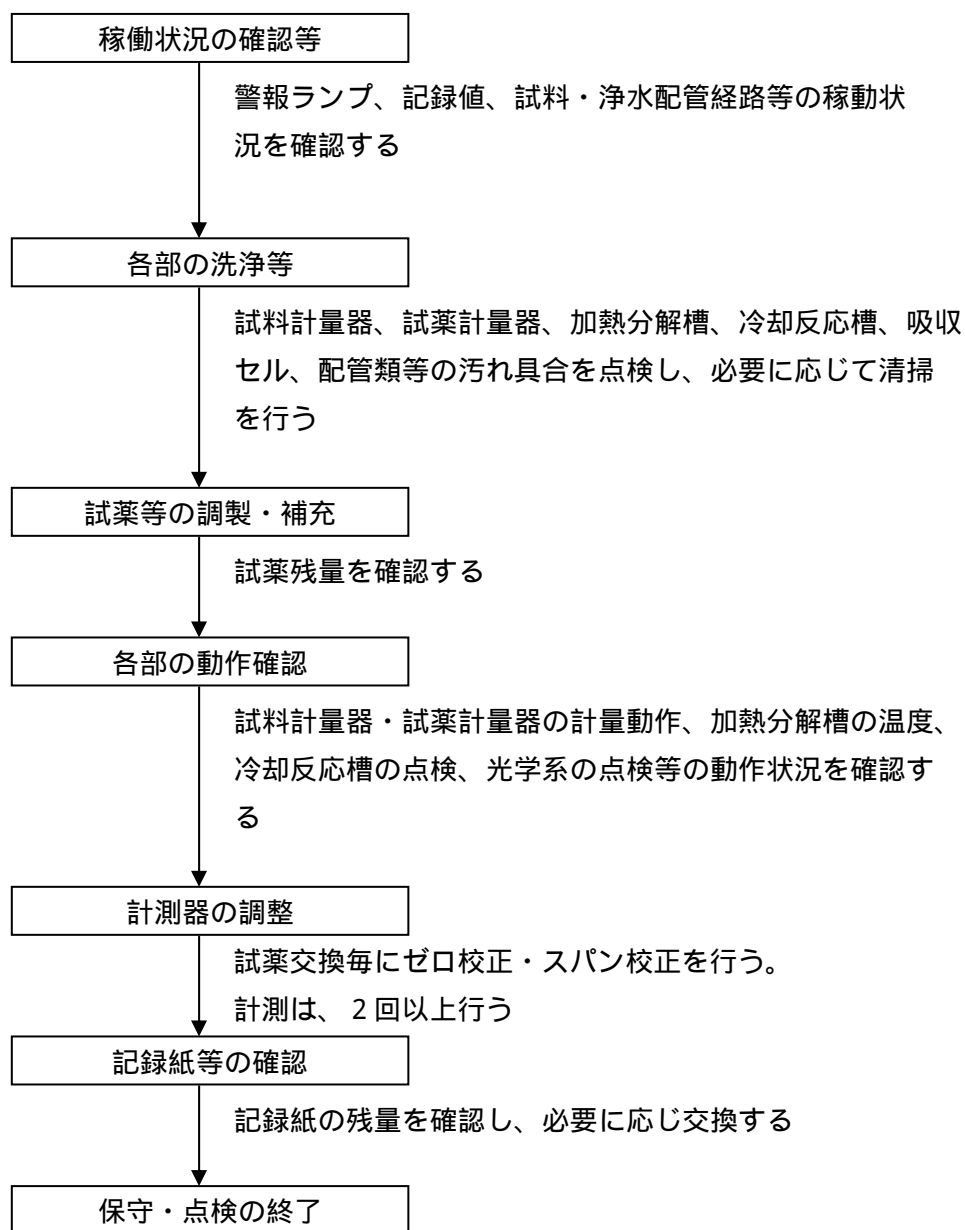 稼働状況の確認等
警報ランプ、記録値、試料・浄水配管経路等の稼動状
況を確認する
各部の洗浄等
試料計量器、試薬計量器、加熱分解槽、冷却反応槽、吸収
セル、配管類等の汚れ具合を点検し、必要に応じて清掃
を行う
試薬等の調製・補充
試薬残量を確認する
各部の動作確認
試料計量器・試薬計量器の計量動作、加熱分解槽の温度、
冷却反応槽の点検、光学系の点検等の動作状況を確認す
る
計測器の調整
試薬交換毎にゼロ校正・スパン校正を行う。
計測は、2回以上行う
記録紙等の確認
記録紙の残量を確認し、必要に応じ交換する
保守・点検の終了